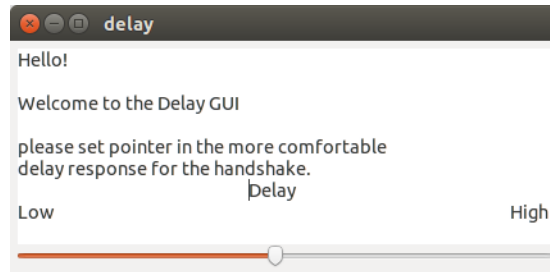 delay
Hello!
Welcome to the Delay GUI
please set pointer in the more comfortable
delay response for the handshake.
Delay
Low High